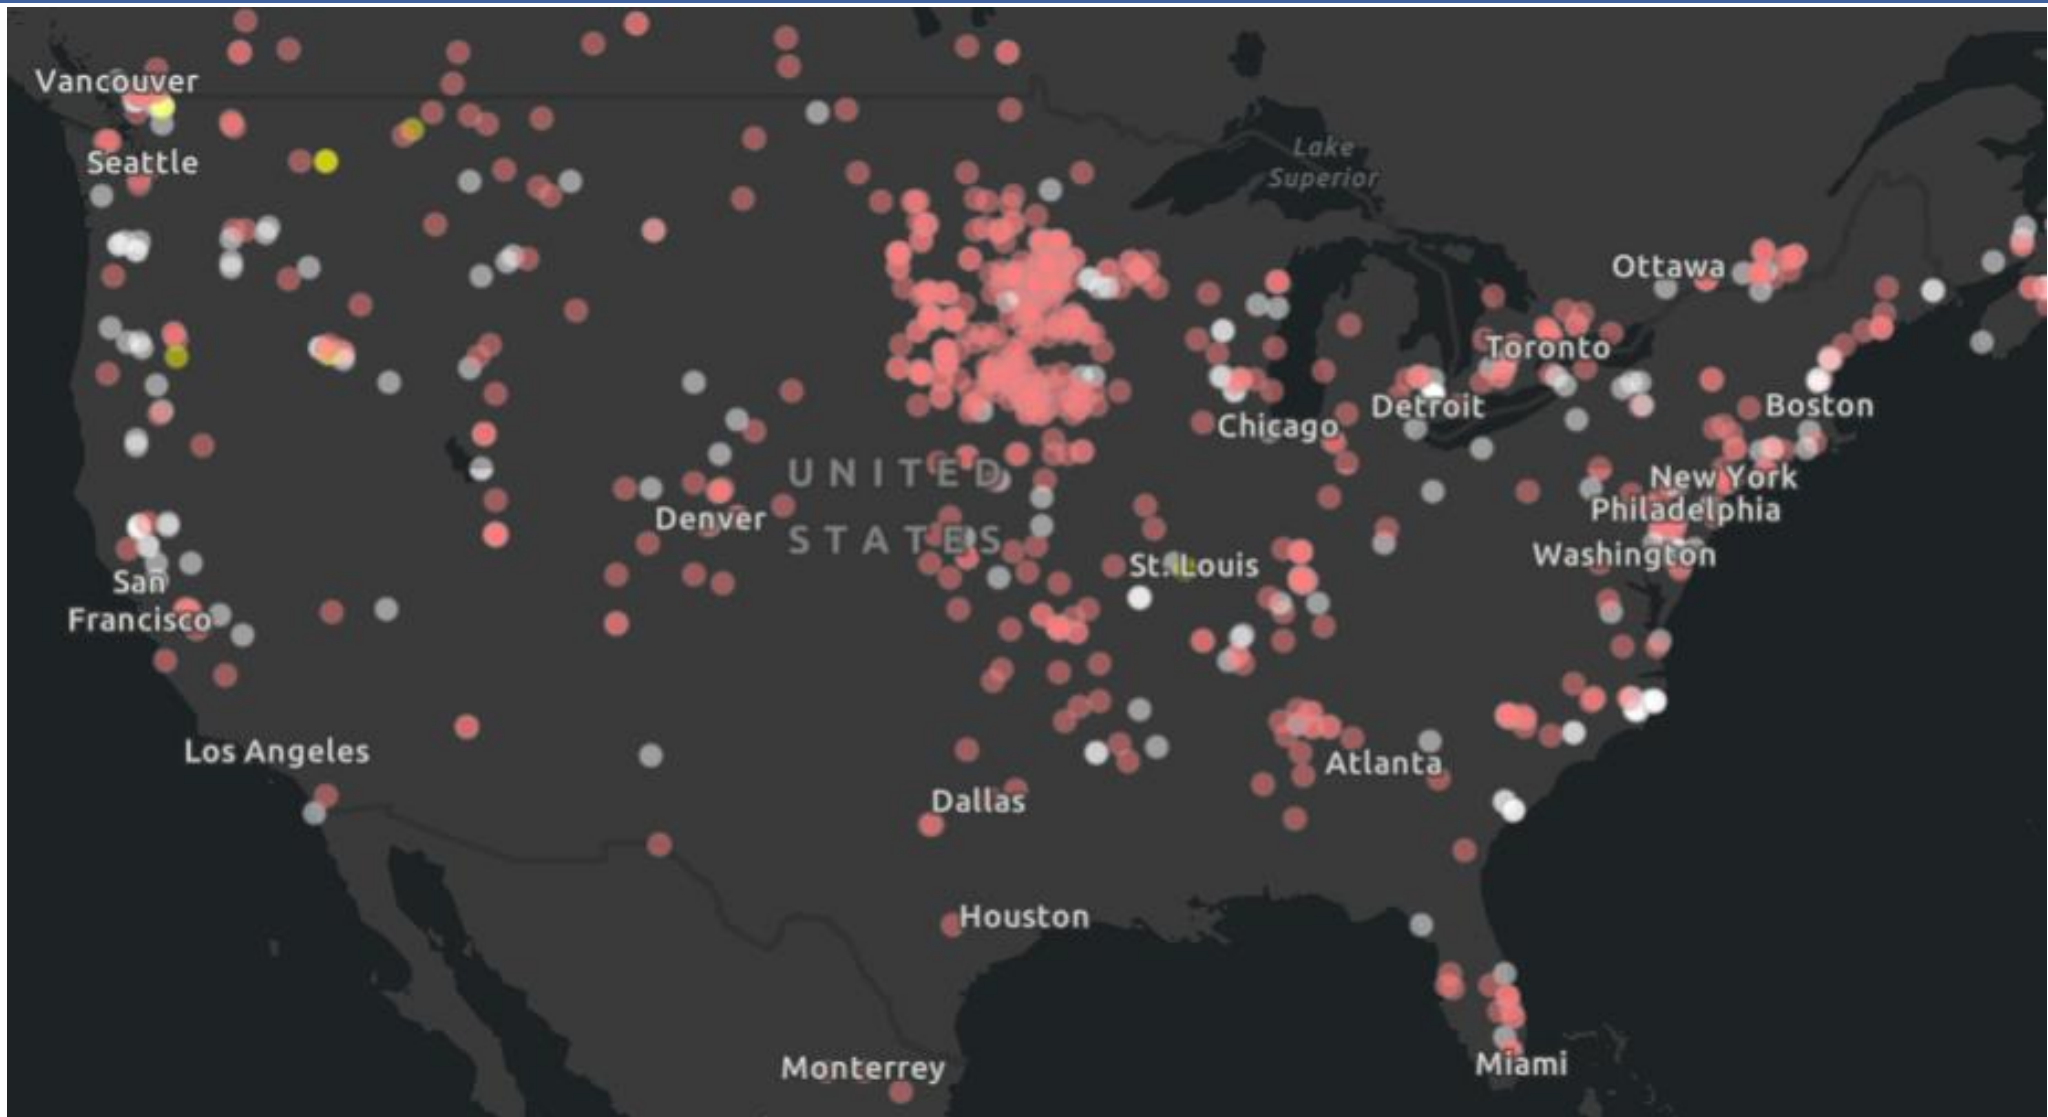 Vancouver
Seattle
Lake
Superior
Ottawa
Toronto
Boston
Detroit
Chicago
UNITED
New York
Philadelphia
Denver
STATES
Washington
St. Louis
San
Francisco
Los Angeles
Atlanta
Dallas
Houston
Monterrey
Miami